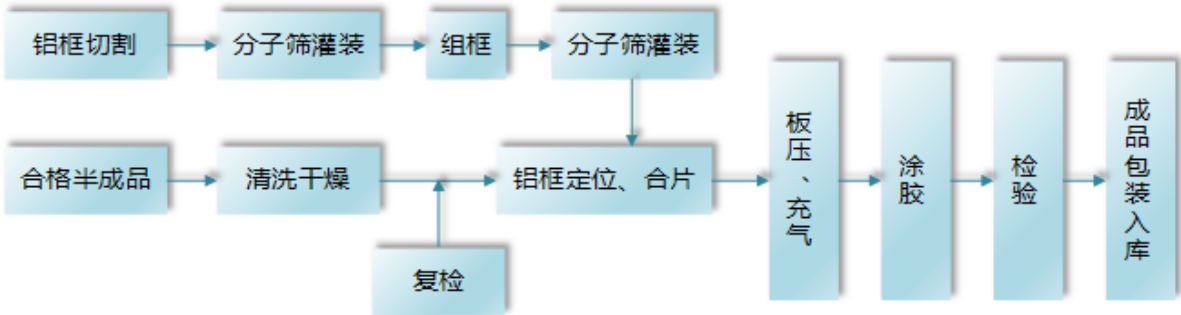 铝框切割
分子筛灌装
组框
分子筛灌装
合格半成品
清洗干燥
复检
铝框定位、合片
板压、充气
涂胶
检验
成品包装入库